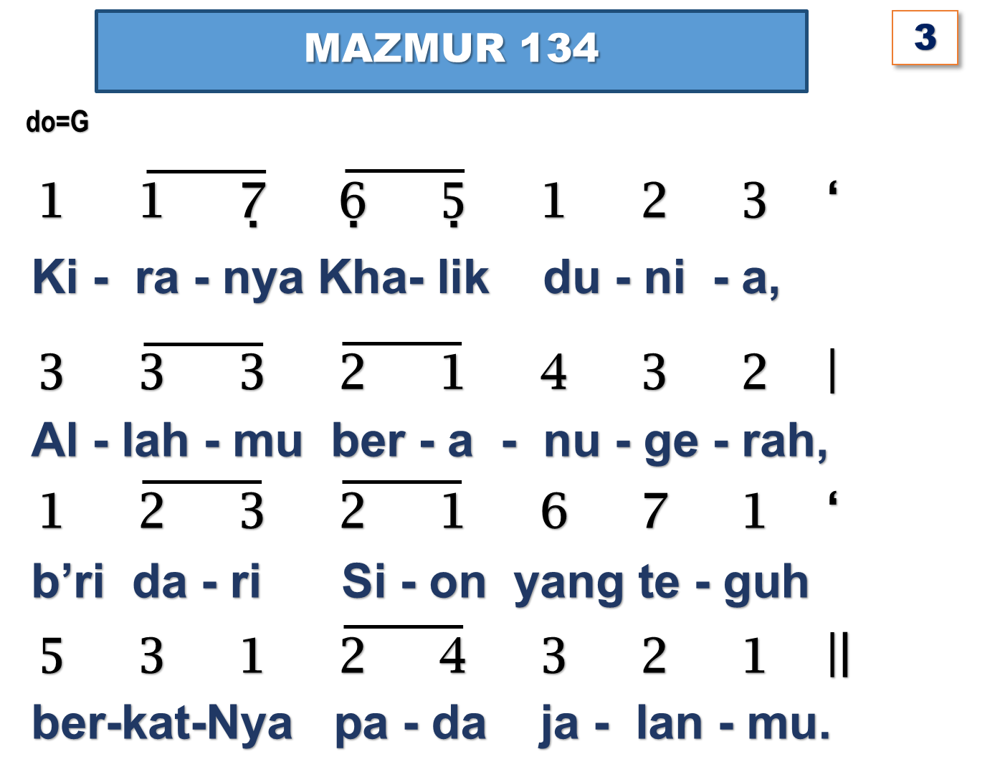 MAZMUR 134
3
do=G
1 1 7̣ 6̣ 5̣ 1 2 3 ‘
Ki - ra - nya Kha- lik du - ni - a,
3 3 3 2 1 4 3 2 |
Al - lah - mu ber - a - nu - ge - rah,
1 2 3 2 1 6 7 1 ‘
b’ri da - ri Si - on yang te - guh
5 3 1 2 4 3 2 1 ||
ber-kat-Nya pa - da ja - lan - mu.